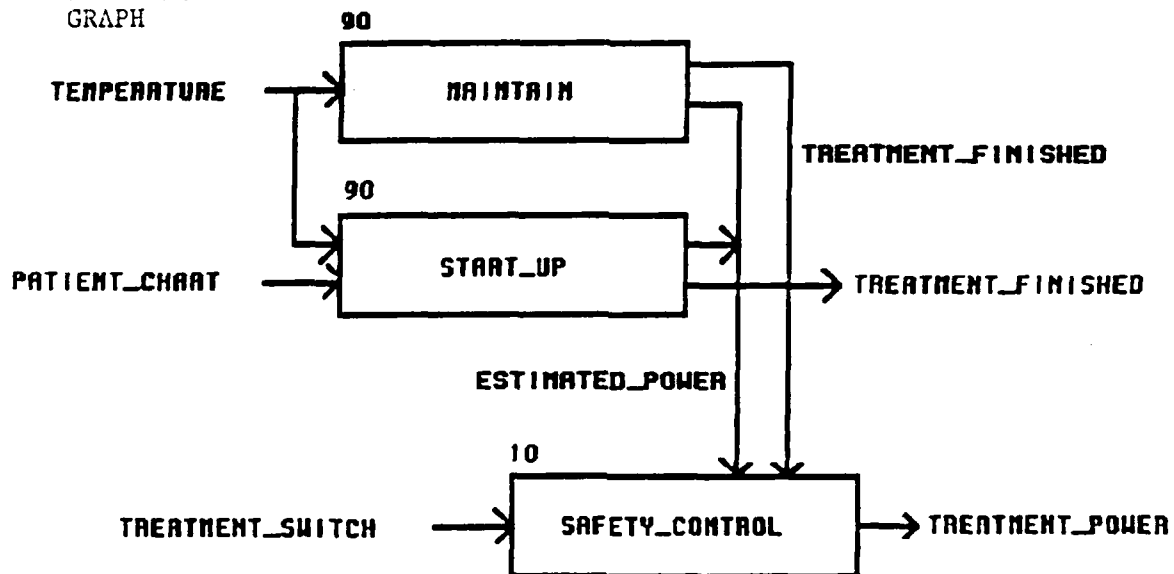 GRAPH
90
TEMPERATURE
MAINTAIN
TREATMENT_FINISHED
90
PATIENT_CHART
START_UP
TREATMENT_FINISHED
ESTIMATED_POWER
10
TREATMENT_SWITCH
SAFETY_CONTROL
TREATMENT_POWER